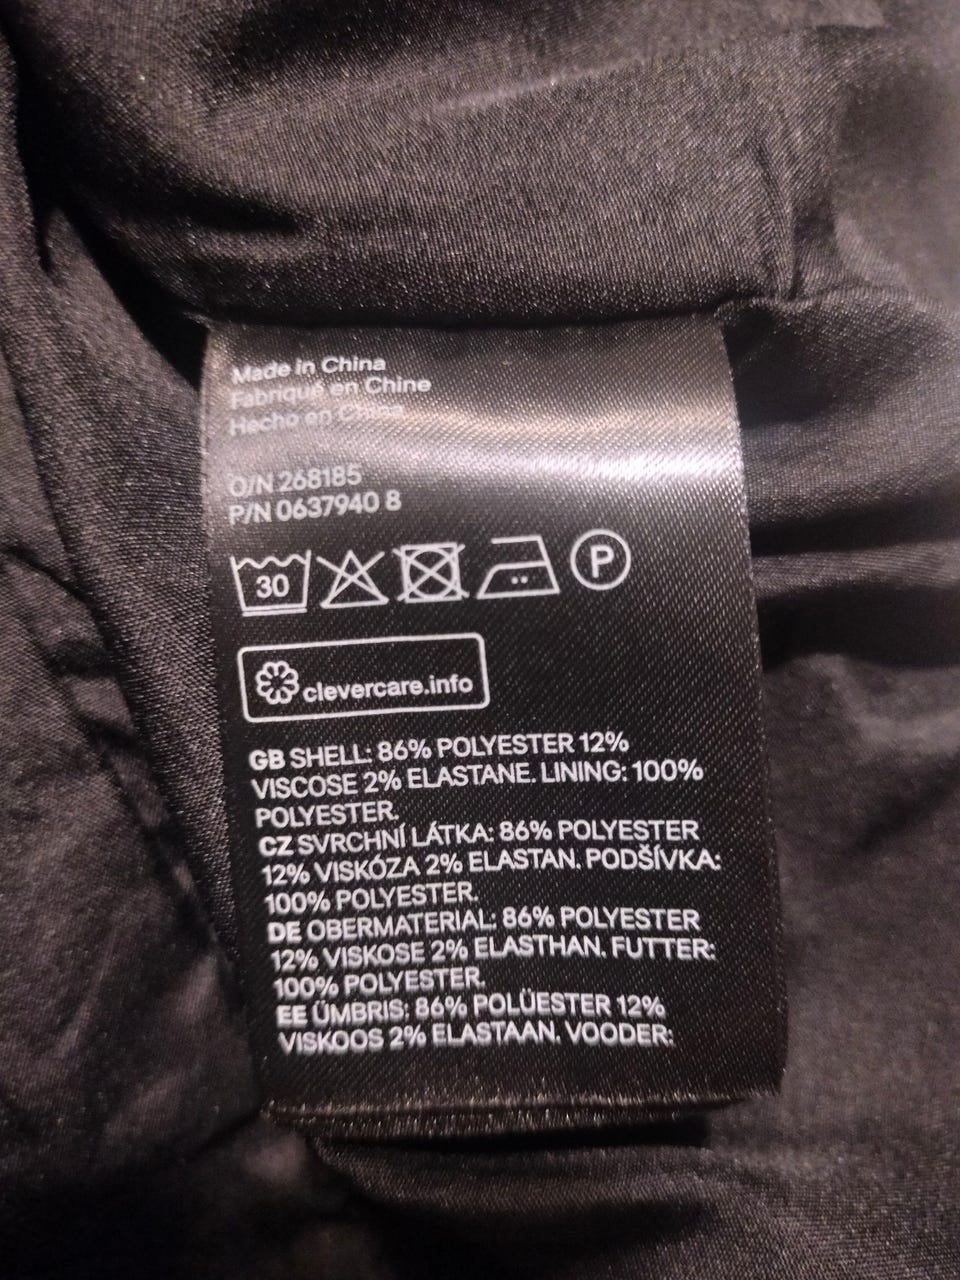 Made in China
Fabriqué en Chine
Hecho en China
O/N 268185
P/N 0637940 8
30 P
clevercare.info
GB SHELL: 86% POLYESTER 12%
VISCOSE 2% ELASTANE. LINING: 100%
POLYESTER.
CZ SVRCHNÍ LÁTKA: 86% POLYESTER
12% VISKÓZA 2% ELASTAN. PODŠÍVKA:
100% POLYESTER.
DE OBERMATERIAL: 86% POLYESTER
12% VISKOSE 2% ELASTHAN. FUTTER:
100% POLYESTER.
EE ÜMBRIS: 86% POLÜESTER 12%
VISKOOS 2% ELASTAAN. VOODER: